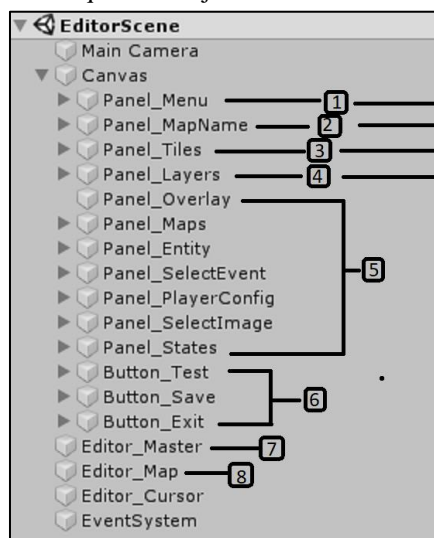 EditorScene
Main Camera
Canvas
Panel_Menu 1
Panel_MapName 2
Panel_Tiles 3
Panel_Layers 4
Panel_Overlay
Panel_Maps
Panel_Entity
Panel_SelectEvent 5
Panel_PlayerConfig
Panel_SelectImage
Panel_States
Button_Test
Button_Save 6
Button_Exit
Editor_Master 7
Editor_Map 8
Editor_Cursor
EventSystem